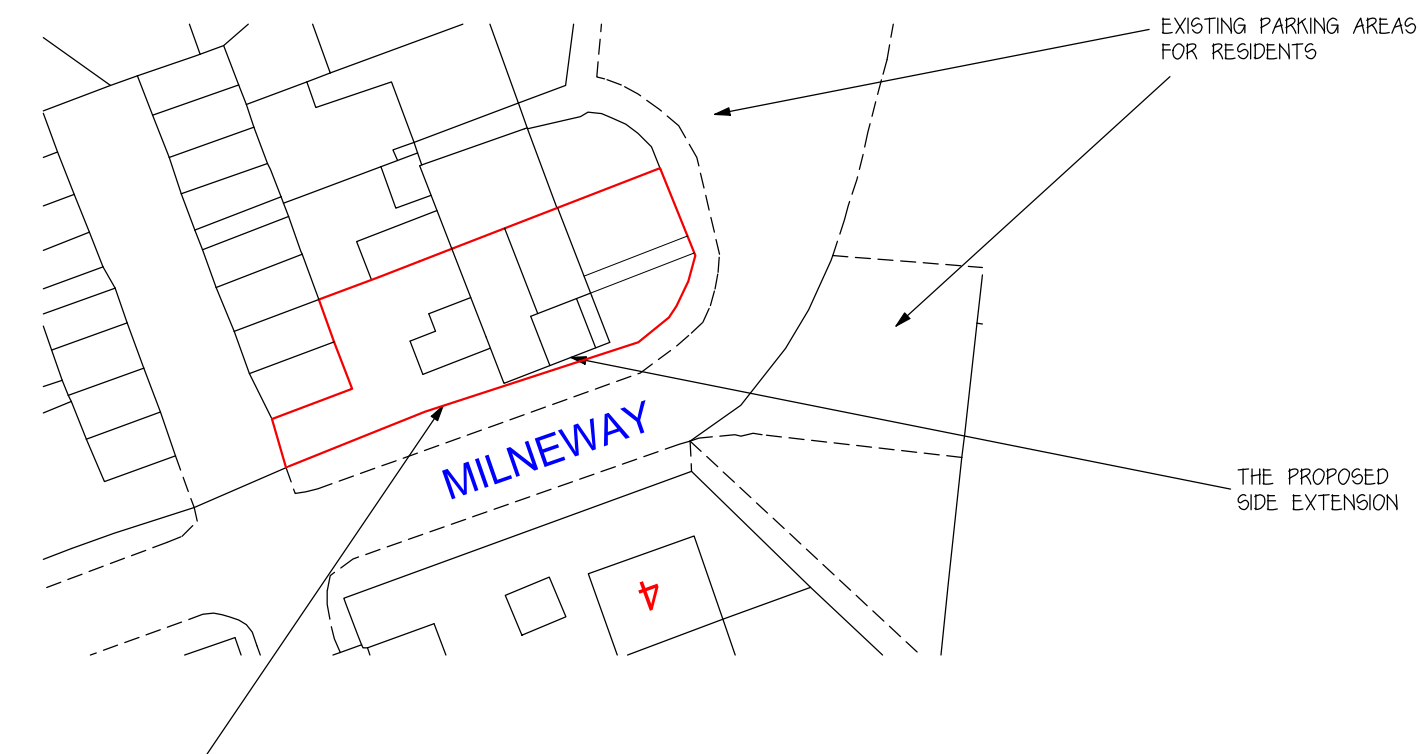 EXISTING PARKING AREAS
FOR RESIDENTS
MILNEWAY
THE PROPOSED
SIDE EXTENSION
4